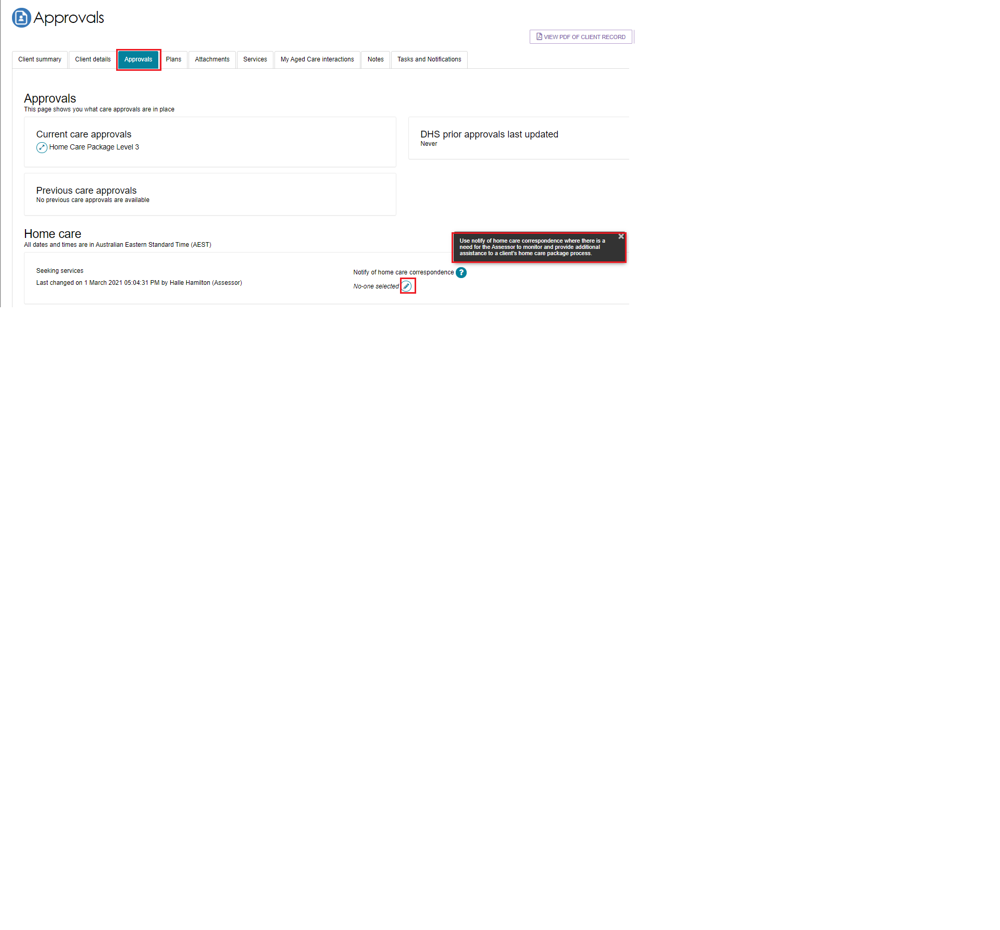 Approvals
VIEW PDF OF CLIENT RECORD
Client summary
Client details
Approvals
Plans
Attachments
Services
My Aged Care interactions
Notes
Tasks and Notifications
Approvals
This page shows you what care approvals are in place
Current care approvals
Home Care Package Level 3
DHS prior approvals last updated
Never
Previous care approvals
No previous care approvals are available
Home care
All dates and times are in Australian Eastern Standard Time (AEST)
Use notify of home care correspondence where there is a
need for the Assessor to monitor and provide additional
assistance to a client's home care package process.
Seeking services
Last changed on 1 March 2021 05:04:31 PM by Halle Hamilton (Assessor)
Notify of home care correspondence ?
No-one selected